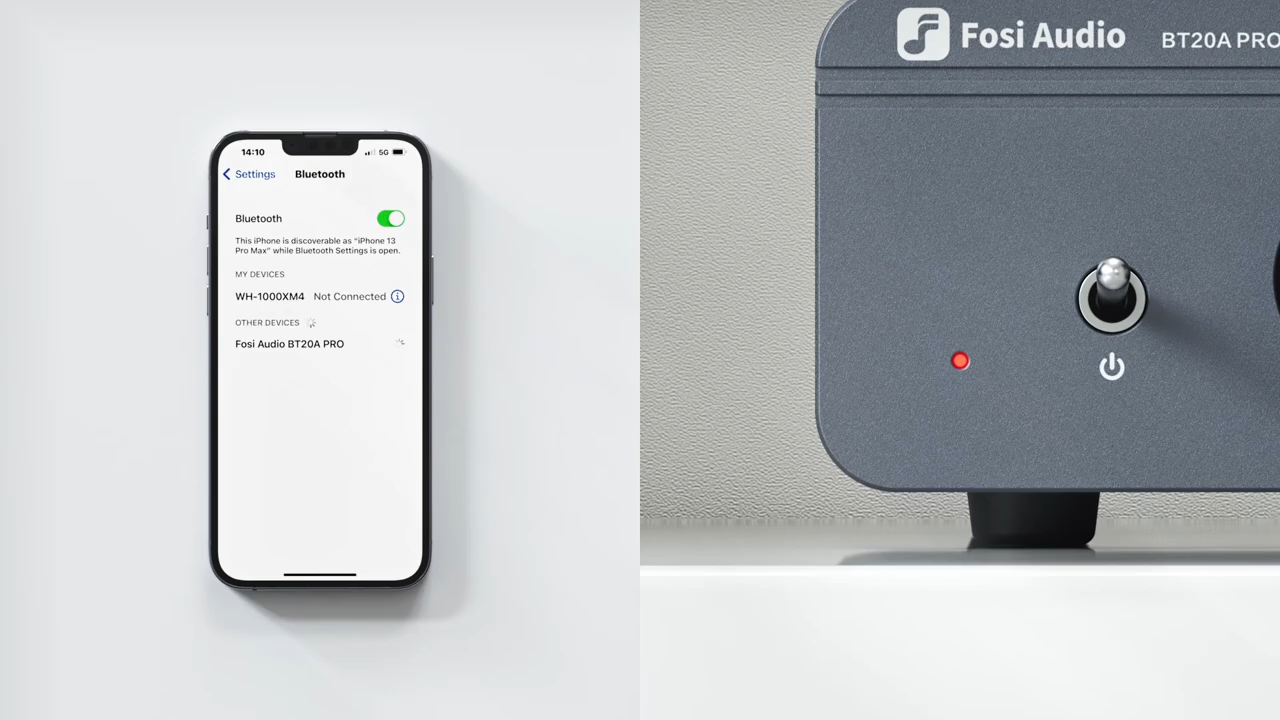 14:10
5G
Settings
Bluetooth
Bluetooth
This iPhone is discoverable as “iPhone 13
Pro Max” while Bluetooth Settings is open.
MY DEVICES
WH-1000XM4 Not Connected
OTHER DEVICES
Fosi Audio BT20A PRO
Fosi Audio
BT20A PRO